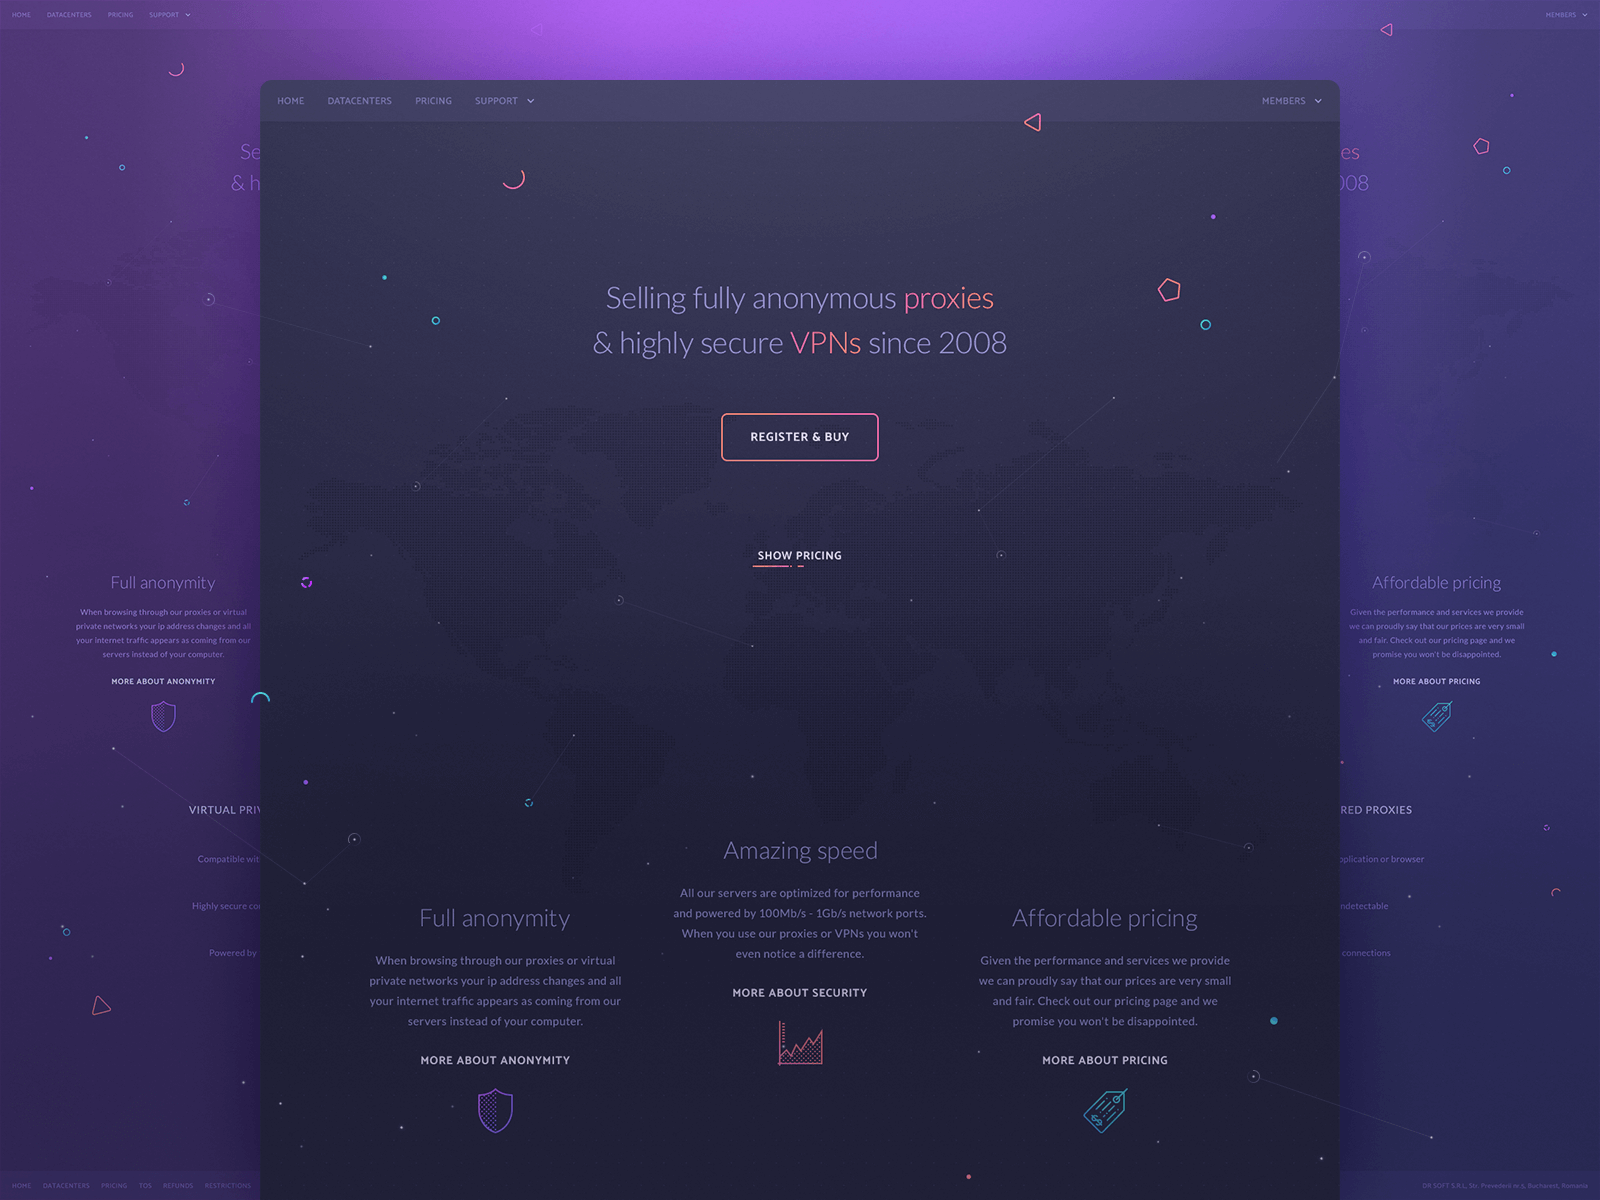 HOME DATACENTERS PRICING SUPPORT
MEMBERS
HOME DATACENTERS PRICING SUPPORT
MEMBERS
Selling fully anonymous proxies
& highly secure VPNs since 2008
REGISTER & BUY
SHOW PRICING
Amazing speed
All our servers are optimized for performance
and powered by 100Mb/s - 1Gb/s network ports.
When you use our proxies or VPNs you won't
even notice a difference.
MORE ABOUT SECURITY
Full anonymity
When browsing through our proxies or virtual
private networks your ip address changes and all
your internet traffic appears as coming from our
servers instead of your computer.
MORE ABOUT ANONYMITY
Affordable pricing
Given the performance and services we provide
we can proudly say that our prices are very small
and fair. Check out our pricing page and we
promise you won't be disappointed.
MORE ABOUT PRICING
Se
& h
Full anonymity
When browsing through our proxies or virtual
private networks your ip address changes and all
your internet traffic appears as coming from our
servers instead of your computer.
MORE ABOUT ANONYMITY
VIRTUAL PRIV
Compatible wit
Highly secure co
Powered by
es
008
Affordable pricing
Given the performance and services we provide
we can proudly say that our prices are very small
and fair. Check out our pricing page and we
promise you won't be disappointed.
MORE ABOUT PRICING
RED PROXIES
pplication or browser
ndetectable
connections
HOME DATACENTERS PRICING TOS REFUNDS RESTRICTIONS
DR SOFT S.R.L, Str. Prevederii nr.5, Bucharest, Romania